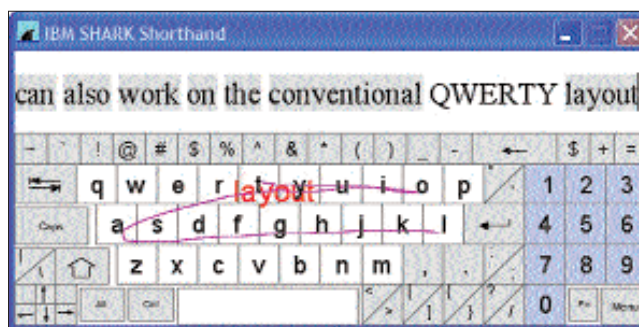 IBM SHARK Shorthand
can also work on the conventional QWERTY layout
~ ` ! @ # $ % ^ & * ( ) _ - ← $ + =
q w e r t y u i o p 1 2 3
layout
a s d f g h j k l 4 5 6
z x c v b n m , . 7 8 9
< > [ ] { } ? / 0